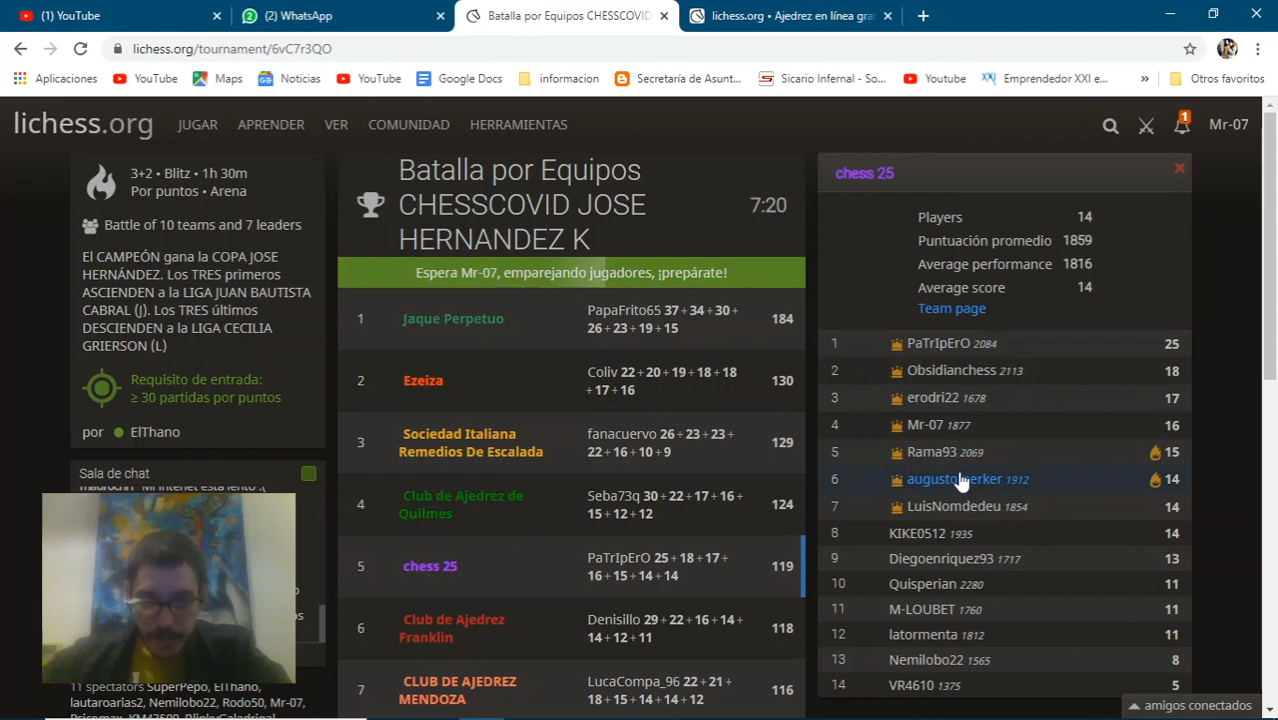 (1) YouTube
2 WhatsApp
Batalla por Equipos CHESSCOVID
lichess.org • Ajedrez en línea gra
lichess.org/tournament/6vC7r3QO
Aplicaciones
YouTube
Maps
Noticias
YouTube
Google Docs
informacion
Secretaría de Asunt...
Sicario Infernal - So...
Youtube
Emprendedor XXI e...
»
Otros favoritos
lichess.org
JUGAR
APRENDER
VER
COMUNIDAD
HERRAMIENTAS
1
Mr-07
3+2 • Blitz • 1h 30m
Por puntos • Arena
Battle of 10 teams and 7 leaders
El CAMPEÓN gana la COPA JOSE
HERNÁNDEZ. Los TRES primeros
ASCIENDEN a la LIGA JUAN BAUTISTA
CABRAL (J). Los TRES últimos
DESCIENDEN a la LIGA CECILIA
GRIERSON (L)
Requisito de entrada:
≥ 30 partidas por puntos
por ElThano
Sala de chat
11 spectators SuperPepo, ElThano,
lautaroarias2, Nemilobo22, Rodo50, Mr-07,
Batalla por Equipos
CHESSCOVID JOSE
HERNANDEZ K
7:20
Espera Mr-07, emparejando jugadores, ¡prepárate!
1 Jaque Perpetuo PapaFrito65 37+34+30+ 184
26+23+19+15
2 Ezeiza Coliv 22+20+19+18+18 130
+17+16
3 Sociedad Italiana fanacuervo 26+23+23+ 129
Remedios De Escalada 22+16+10+9
4 Club de Ajedrez de Seba73q 30+22+17+16+ 124
Quilmes 15+12+12
5 chess 25 PaTrIpErO 25+18+17+ 119
16+15+14+14
6 Club de Ajedrez Denisillo 29+22+16+14+ 118
Franklin 14+12+11
7 CLUB DE AJEDREZ LucaCompa_96 22+21+ 116
MENDOZA 18+15+14+14+12
chess 25
Players 14
Puntuación promedio 1859
Average performance 1816
Average score 14
Team page
1 PaTrIpErO 2084 25
2 Obsidianchess 2113 18
3 erodri22 1678 17
4 Mr-07 1877 16
5 Rama93 2069 15
6 1912 14
7 LuisNomdedeu 1854 14
8 KIKE0512 1935 14
9 Diegoenriquez93 1717 13
10 Quisperian 2280 11
11 M-LOUBET 1760 11
12 latormenta 1812 11
13 Nemilobo22 1565 8
14 VR4610 1375 5
amigos conectados